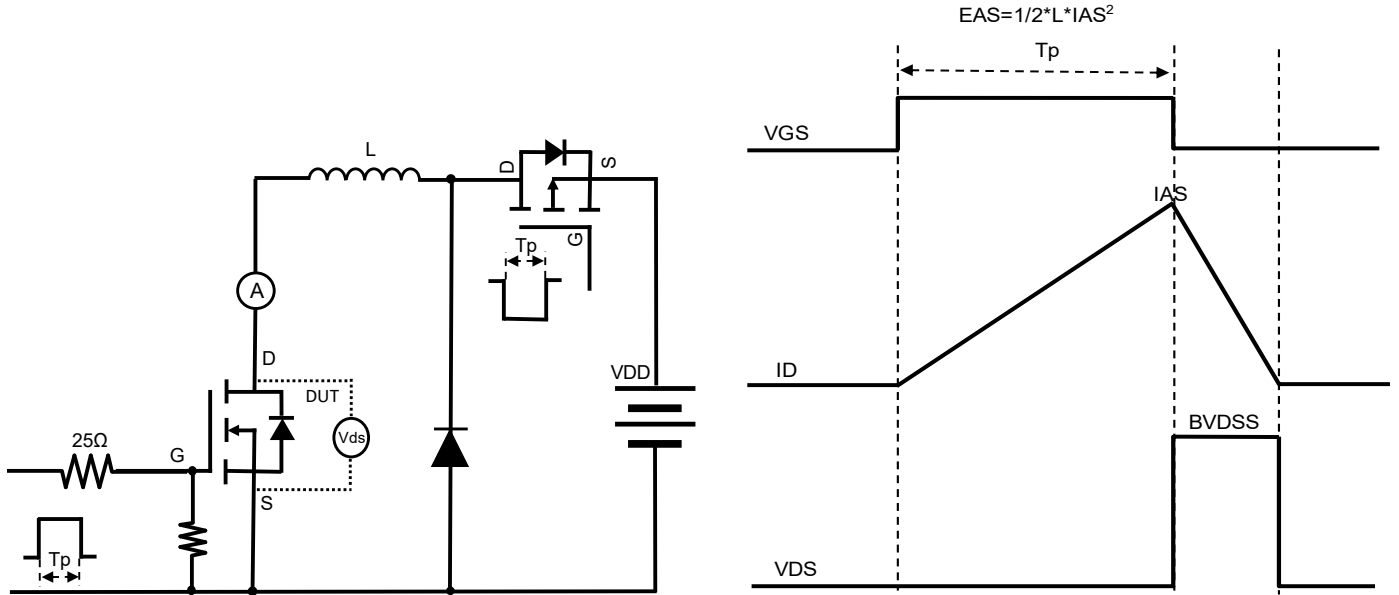 EAS=1/2*L*IAS²
Tp
VGS
IAS
ID
BVDSS
VDS
L
D
S
G
Tp
A
VDD
D
DUT
Vds
25Ω
G
S
Tp